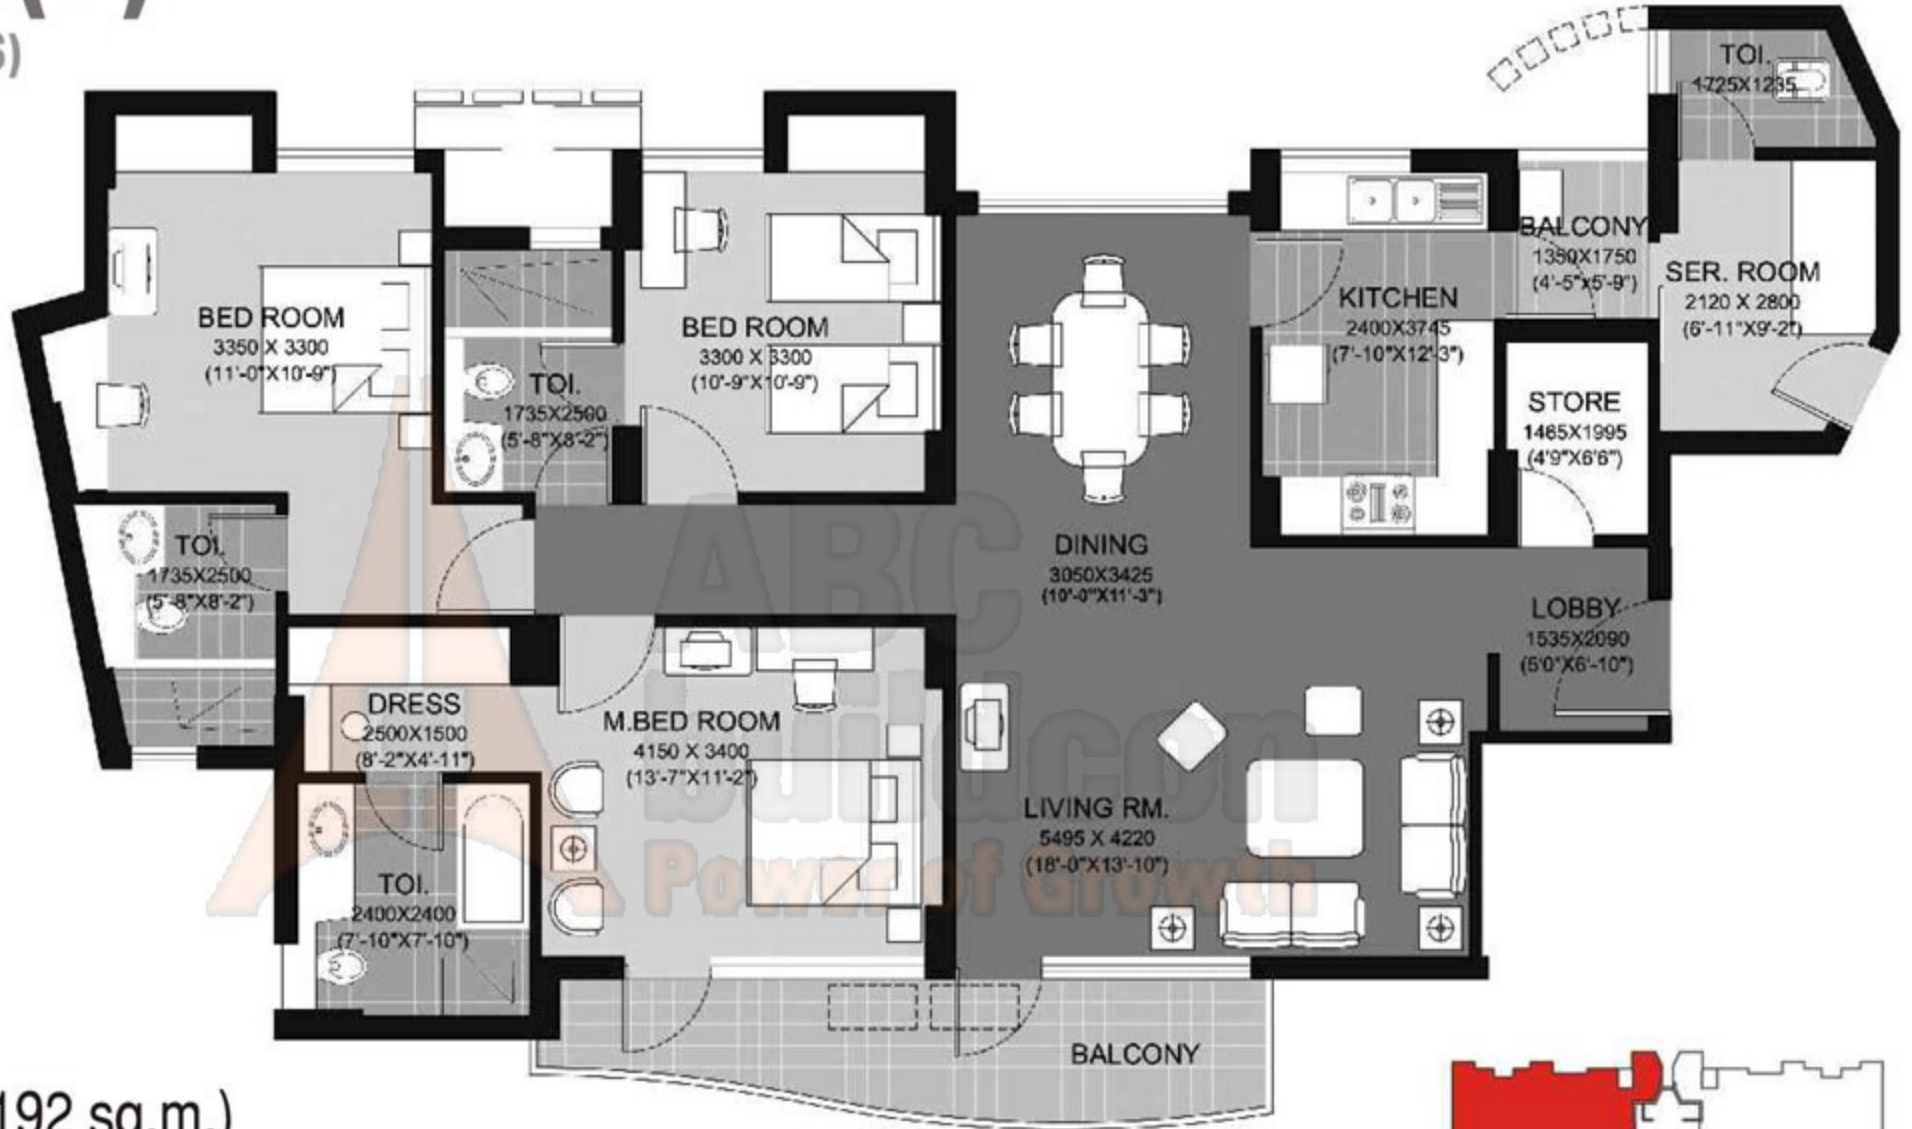 TOI.
1725X1235
BALCONY
1350X1750
(4'-5"x5'-9")
SER. ROOM
2120 X 2800
(6'-11"X9'-2")
KITCHEN
2400X3745
(7'-10"X12'-3")
BED ROOM
3350 X 3300
(11'-0"X10'-9")
BED ROOM
3300 X 3300
(10'-9"X10'-9")
TOI.
1735X2500
(5'-8"X8'-2")
STORE
1465X1995
(4'9"X6'6")
TOI.
1735X2500
(5'-8"X8'-2")
DINING
3050X3425
(10'-0"X11'-3")
LOBBY
1535X2090
(5'0"X6'-10")
DRESS
2500X1500
(8'-2"X4'-11")
M.BED ROOM
4150 X 3400
(13'-7"X11'-2")
LIVING RM.
5495 X 4220
(18'-0"X13'-10")
TOI.
2400X2400
(7'-10"X7'-10")
BALCONY
ABC
buildcon
Power of Growth
192 sq.m.)